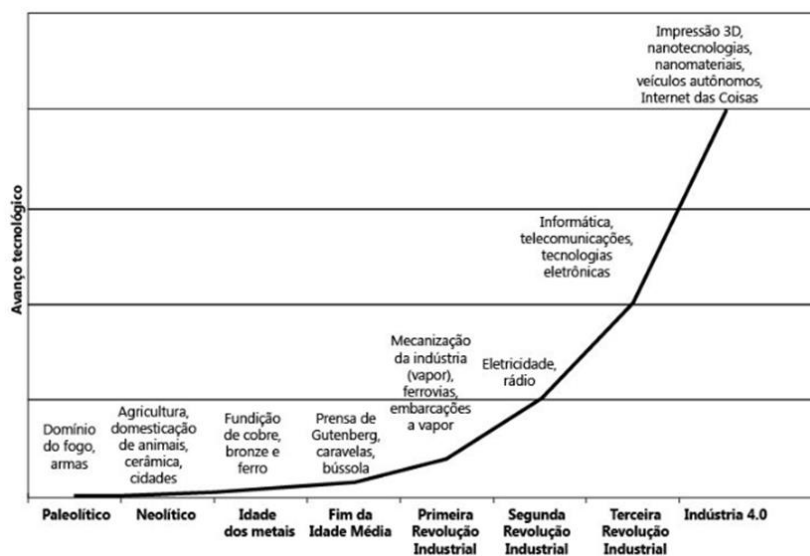 Avanço tecnológico
Domínio
do fogo,
armas
Agricultura,
domesticação
de animais,
cerâmica,
cidades
Fundição
de cobre,
bronze e
ferro
Prensa de
Gutenberg,
caravelas,
bússola
Mecanização
da indústria
(vapor),
ferrovias,
embarcações
a vapor
Eletricidade,
rádio
Informática,
telecomunicações,
tecnologias
eletrônicas
Impressão 3D,
nanotecnologias,
nanomateriais,
veículos autônomos,
Internet das Coisas
Paleolítico
Neolítico
Idade
dos metais
Fim da
Idade Média
Primeira
Revolução
Industrial
Segunda
Revolução
Industrial
Terceira
Revolução
Industrial
Indústria 4.0